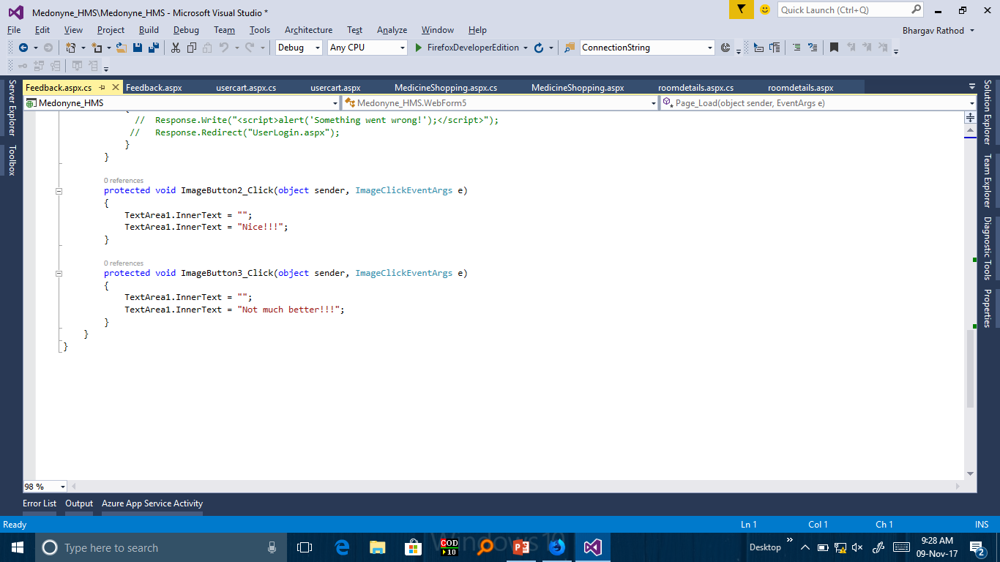 Medonyne_HMS\Medonyne_HMS - Microsoft Visual Studio *
Quick Launch (Ctrl+Q)
File Edit View Project Build Debug Team Tools Architecture Test Analyze Window Help
Bhargav Rathod
Debug Any CPU FirefoxDeveloperEdition ConnectionString
Server Explorer
Toolbox
Feedback.aspx.cs Feedback.aspx usercart.aspx.cs usercart.aspx MedicineShopping.aspx.cs MedicineShopping.aspx roomdetails.aspx.cs roomdetails.aspx
Medonyne_HMS Medonyne_HMS.WebForm5 Page_Load(object sender, EventArgs e)
{
// Response.Write("<script>alert('Something went wrong!');</script>");
// Response.Redirect("UserLogin.aspx");
}
}
0 references
protected void ImageButton2_Click(object sender, ImageClickEventArgs e)
{
TextArea1.InnerText = "";
TextArea1.InnerText = "Nice!!!";
}
0 references
protected void ImageButton3_Click(object sender, ImageClickEventArgs e)
{
TextArea1.InnerText = "";
TextArea1.InnerText = "Not much better!!!";
}
}
}
Solution Explorer
Team Explorer
Diagnostic Tools
Properties
98 %
Error List Output Azure App Service Activity
Ready Ln 1 Col 1 Ch 1 INS
Type here to search
COD
10
Windows 10
Desktop
9:28 AM
09-Nov-17
2